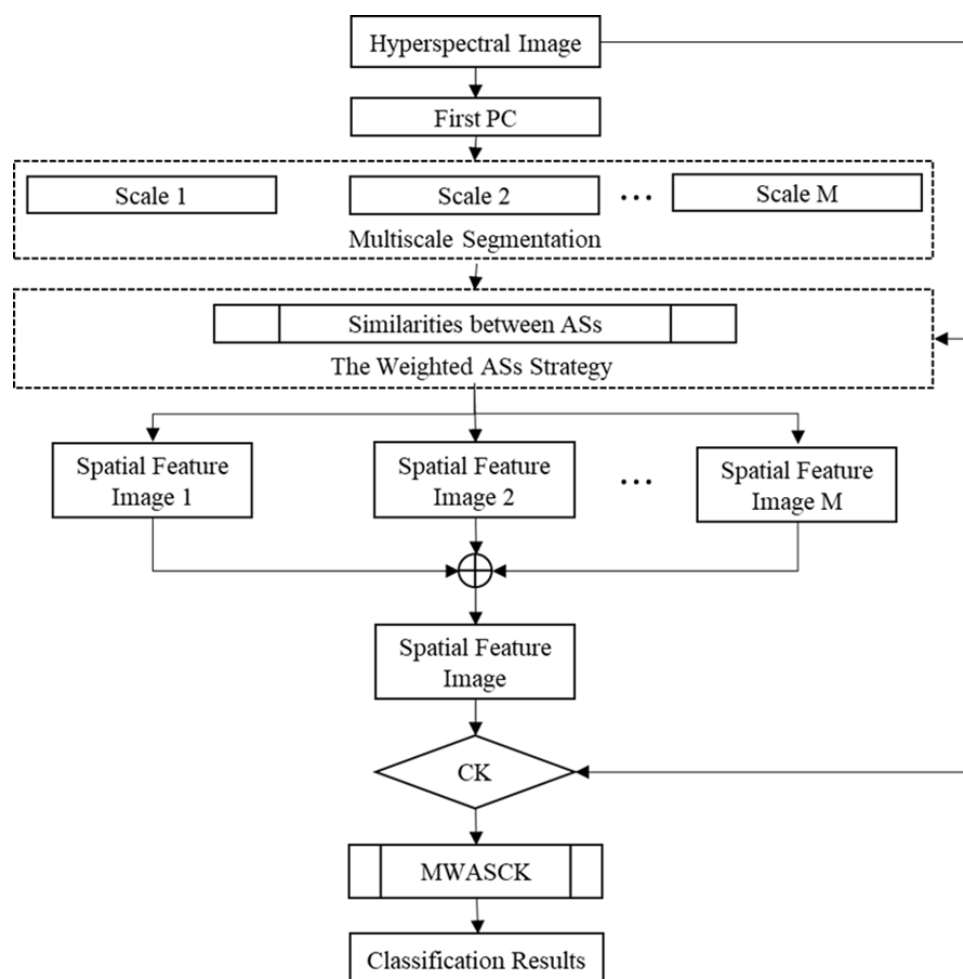 Hyperspectral Image
First PC
Scale 1
Scale 2
...
Scale M
Multiscale Segmentation
Similarities between ASs
The Weighted ASs Strategy
Spatial Feature
Image 1
Spatial Feature
Image 2
...
Spatial Feature
Image M
Spatial Feature
Image
CK
MWASCK
Classification Results